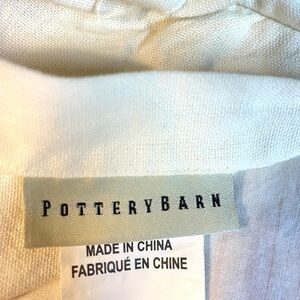 POTTERYBARN
MADE IN CHINA
FABRIQUÉ EN CHINE